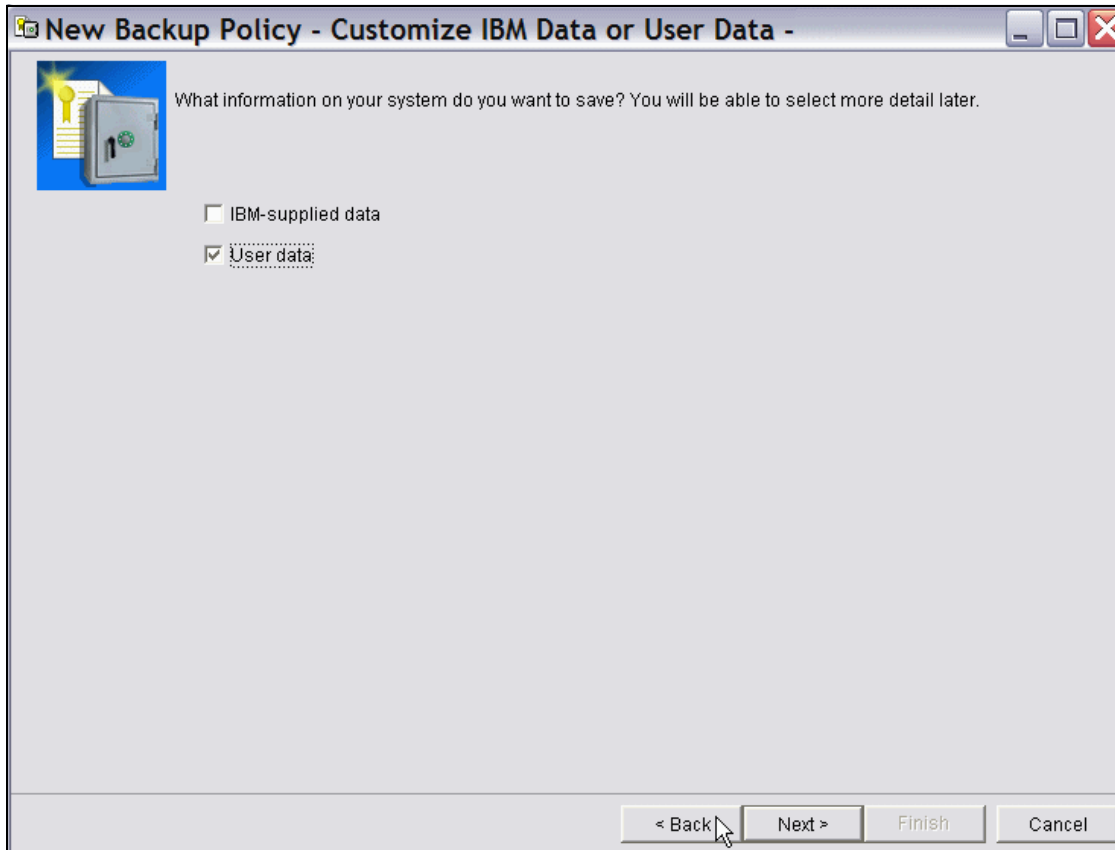 New Backup Policy - Customize IBM Data or User Data -
What information on your system do you want to save? You will be able to select more detail later.
IBM-supplied data
User data
< Back Next > Finish Cancel